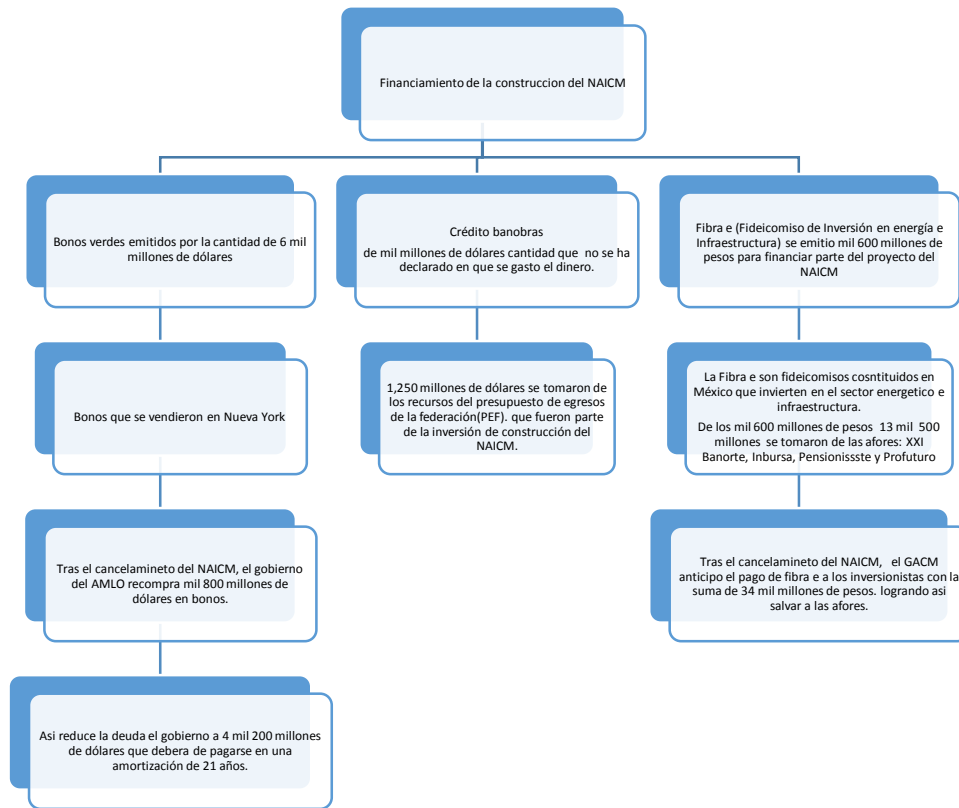 Financiamiento de la construccion del NAICM
Bonos verdes emitidos por la cantidad de 6 mil
millones de dólares
Crédito banobras
de mil millones de dólares cantidad que no se ha
declarado en que se gasto el dinero.
Fibra e (Fideicomiso de Inversión en energía e
Infraestructura) se emitio mil 600 millones de
pesos para financiar parte del proyecto del
NAICM
Bonos que se vendieron en Nueva York
1,250 millones de dólares se tomaron de
los recursos del presupuesto de egresos
de la federación(PEF). que fueron parte
de la inversión de construcción del
NAICM.
La Fibra e son fideicomisos costituidos en
México que invierten en el sector energetico e
infraestructura.
De los mil 600 millones de pesos 13 mil 500
millones se tomaron de las afores: XXI
Banorte, Inbursa, Pensionissste y Profuturo
Tras el cancelamineto del NAICM, el gobierno
del AMLO recompra mil 800 millones de
dólares en bonos.
Tras el cancelamineto del NAICM, el GACM
anticipo el pago de fibra e a los inversionistas con la
suma de 34 mil millones de pesos. logrando asi
salvar a las afores.
Asi reduce la deuda el gobierno a 4 mil 200 millones
de dólares que debera de pagarse en una
amortización de 21 años.